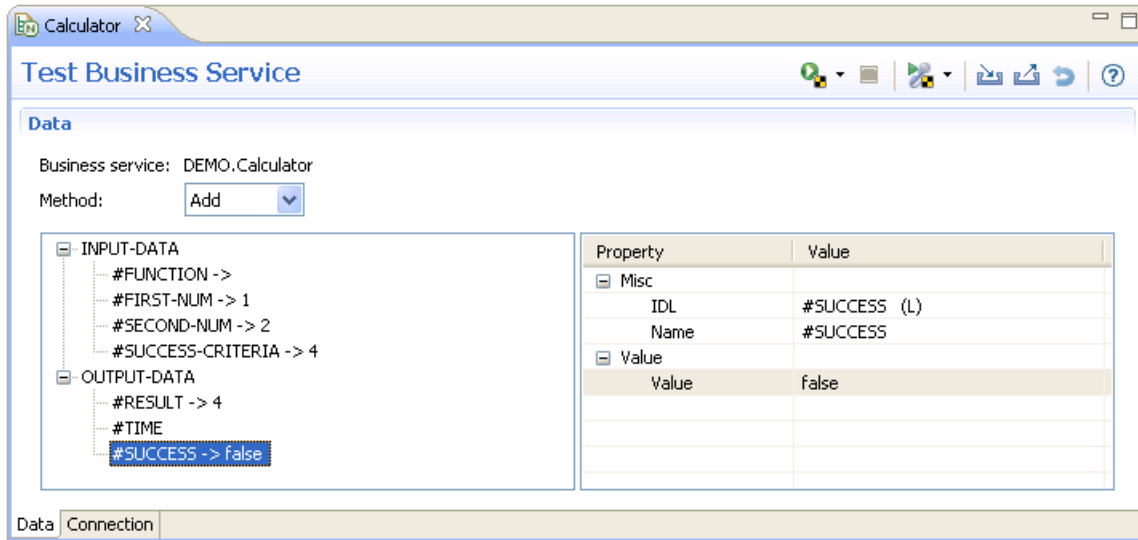 Calculator
Test Business Service
Data
Business service: DEMO.Calculator
Method: Add
INPUT-DATA
#FUNCTION ->
#FIRST-NUM -> 1
#SECOND-NUM -> 2
#SUCCESS-CRITERIA -> 4
OUTPUT-DATA
#RESULT -> 4
#TIME
#SUCCESS -> false
Property Value
Misc
IDL #SUCCESS (L)
Name #SUCCESS
Value
Value false
Data Connection